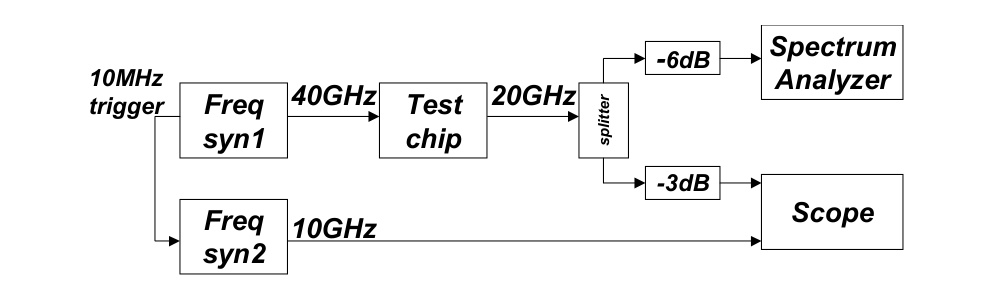 10MHz
trigger
Freq
syn1
40GHz
Test
chip
20GHz
splitter
-6dB
Spectrum
Analyzer
-3dB
Scope
Freq
syn2
10GHz